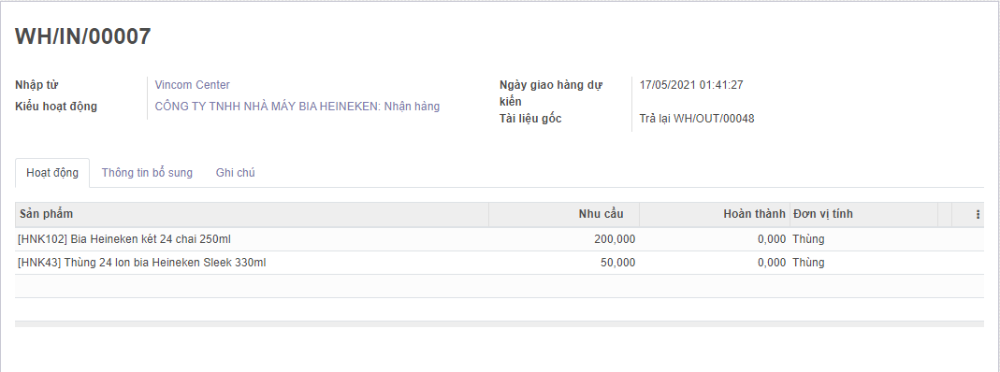 WH/IN/00007
Nhập từ Vincom Center
Kiểu hoạt động CÔNG TY TNHH NHÀ MÁY BIA HEINEKEN: Nhận hàng
Ngày giao hàng dự kiến 17/05/2021 01:41:27
Tài liệu gốc Trả lại WH/OUT/00048
Hoạt động Thông tin bổ sung Ghi chú
Sản phẩm Nhu cầu Hoàn thành Đơn vị tính
[HNK102] Bia Heineken két 24 chai 250ml 200,000 0,000 Thùng
[HNK43] Thùng 24 lon bia Heineken Sleek 330ml 50,000 0,000 Thùng